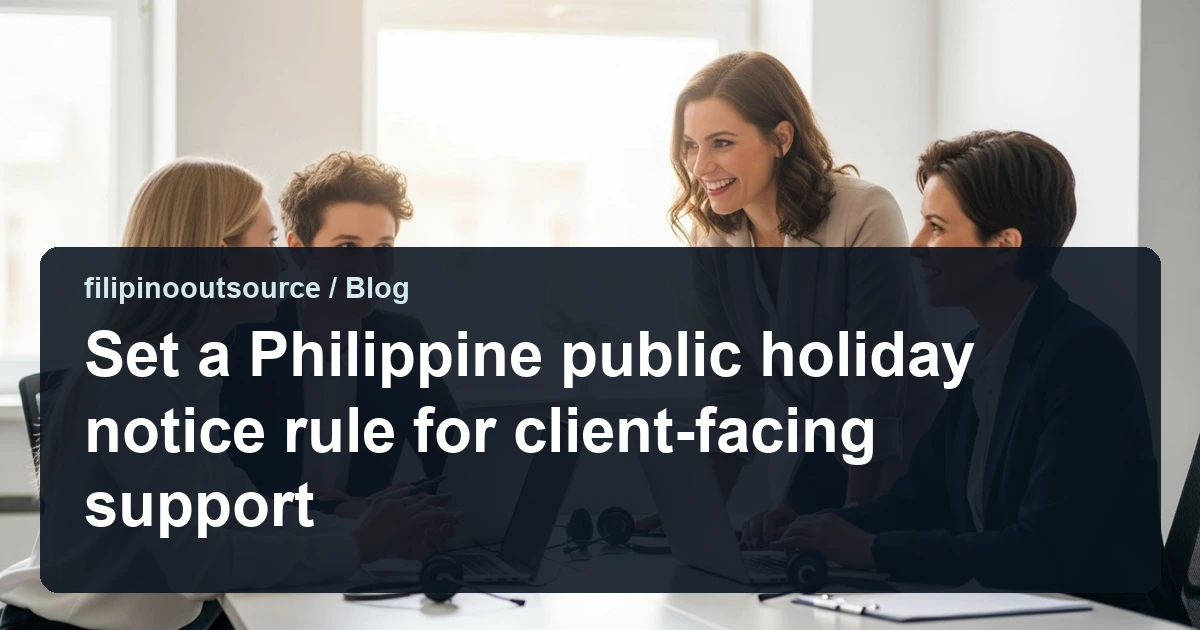 filipinooutsource / Blog
Set a Philippine public holiday
notice rule for client-facing
support